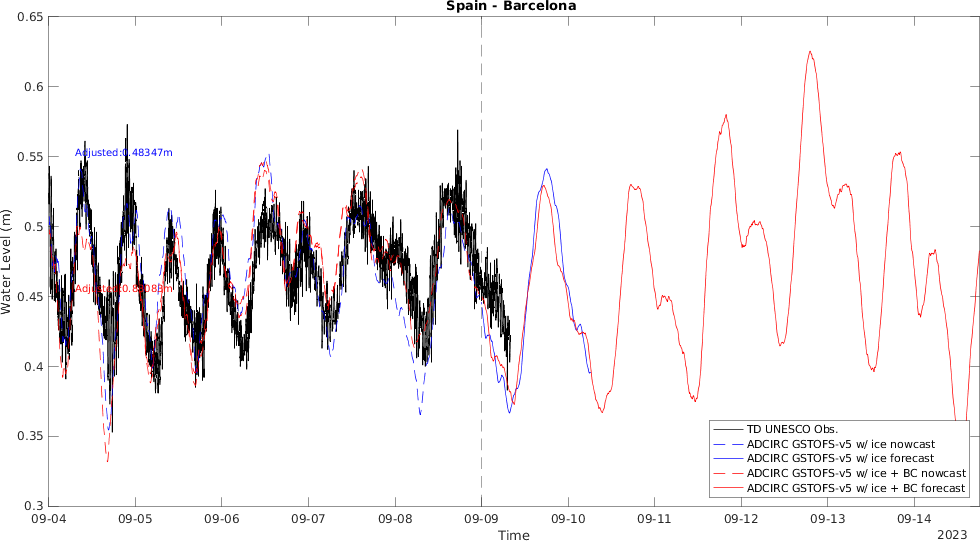 Spain - Barcelona
Water Level (m)
0.65
0.6
0.55
0.5
0.45
0.4
0.35
0.3
Adjusted:0.48347m
TD UNESCO Obs.
ADCIRC GSTOFS-v5 w/ ice nowcast
ADCIRC GSTOFS-v5 w/ ice forecast
ADCIRC GSTOFS-v5 w/ ice + BC nowcast
ADCIRC GSTOFS-v5 w/ ice + BC forecast
09-04 09-05 09-06 09-07 09-08 09-09 09-10 09-11 09-12 09-13 09-14
Time
2023